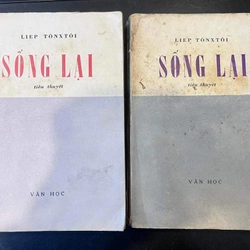 LIEP TÔNXTÔI
SỐNG LẠI
tiểu thuyết
VĂN HỌC
LIEP TÔNXTÔI
SỐNG LẠI
tiểu thuyết
VĂN HỌC